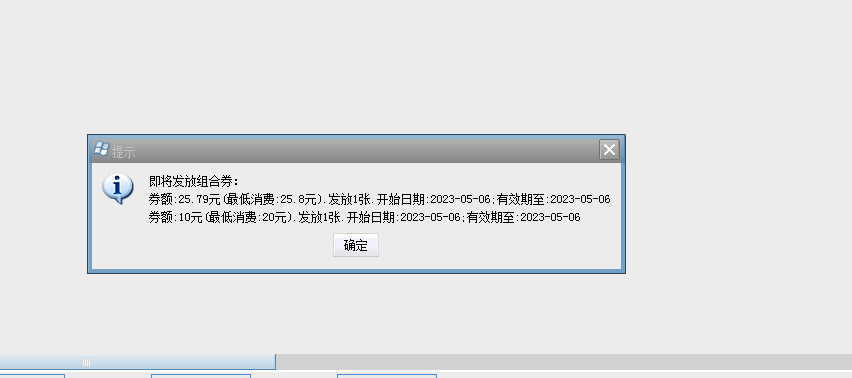 提示
即将发放组合券:
券额:25.79元(最低消费:25.8元).发放1张.开始日期:2023-05-06;有效期至:2023-05-06
券额:10元(最低消费:20元).发放1张.开始日期:2023-05-06;有效期至:2023-05-06
确定